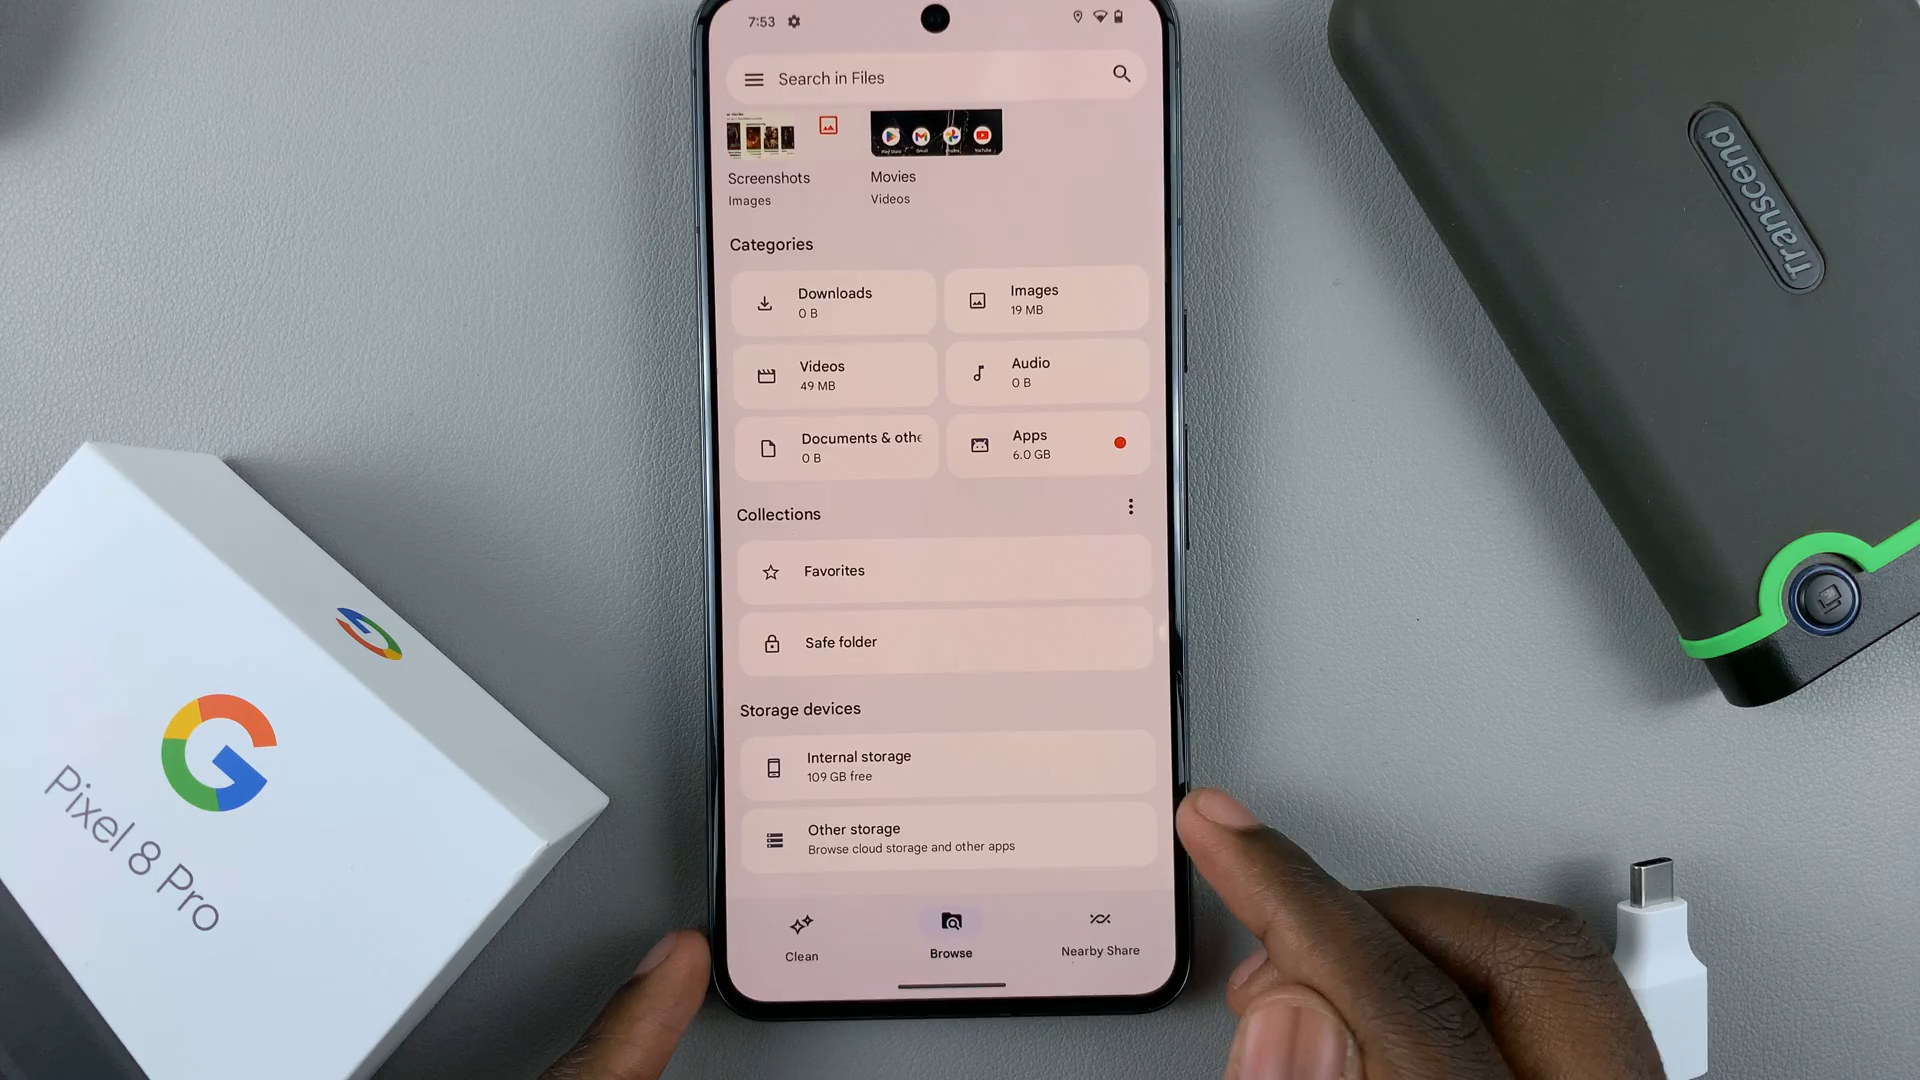 7:53
Search in Files
Screenshots
Images
Movies
Videos
Categories
Downloads
0 B
Images
19 MB
Videos
49 MB
Audio
0 B
Documents & othe
0 B
Apps
6.0 GB
Collections
Favorites
Safe folder
Storage devices
Internal storage
109 GB free
Other storage
Browse cloud storage and other apps
Clean
Browse
Nearby Share
G
Pixel 8 Pro
Transcend